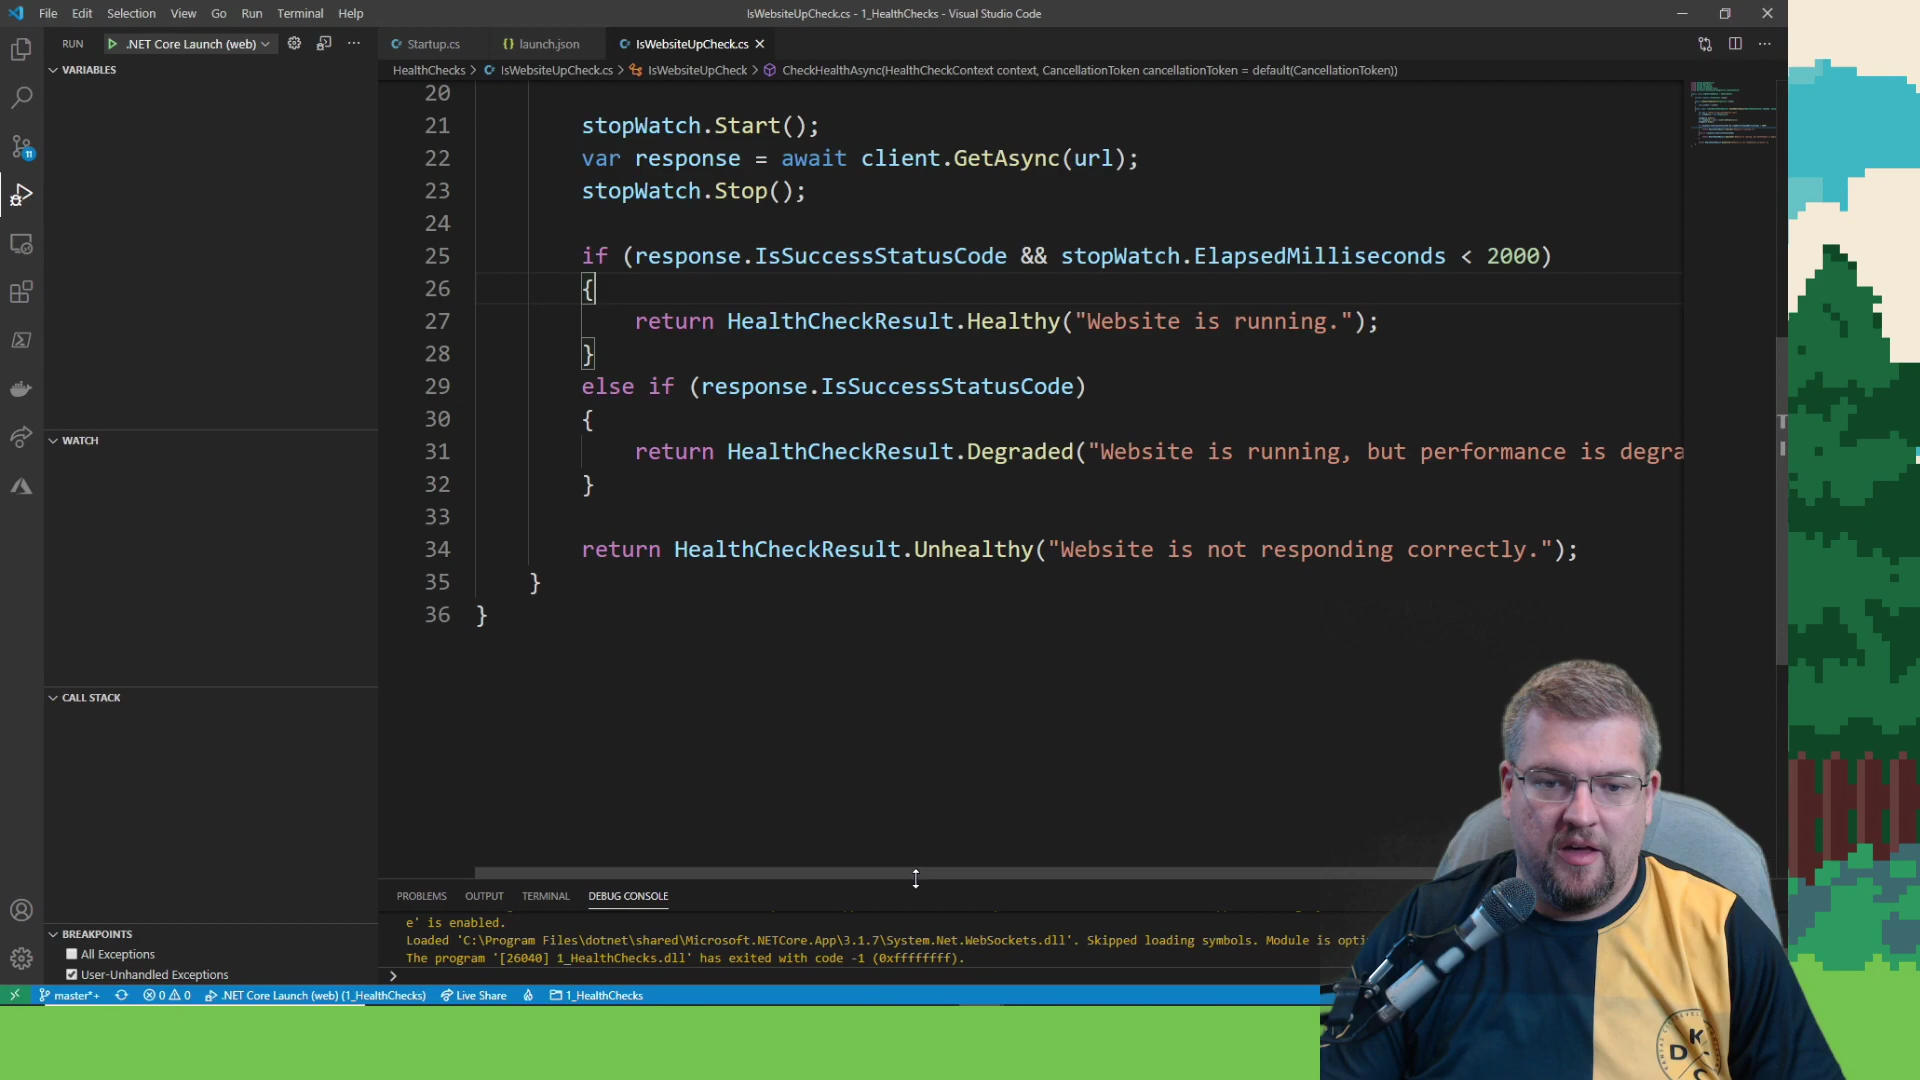 File Edit Selection View Go Run Terminal Help
IsWebsiteUpCheck.cs - 1_HealthChecks - Visual Studio Code
RUN .NET Core Launch (web)
Startup.cs
launch.json
IsWebsiteUpCheck.cs
HealthChecks > IsWebsiteUpCheck.cs > IsWebsiteUpCheck > CheckHealthAsync(HealthCheckContext context, CancellationToken cancellationToken = default(CancellationToken))
VARIABLES
WATCH
CALL STACK
BREAKPOINTS
All Exceptions
User-Unhandled Exceptions
11
20
21 stopWatch.Start();
22 var response = await client.GetAsync(url);
23 stopWatch.Stop();
24
25 if (response.IsSuccessStatusCode && stopWatch.ElapsedMilliseconds < 2000)
26 {
27 return HealthCheckResult.Healthy("Website is running.");
28 }
29 else if (response.IsSuccessStatusCode)
30 {
31 return HealthCheckResult.Degraded("Website is running, but performance is degra
32 }
33
34 return HealthCheckResult.Unhealthy("Website is not responding correctly.");
35 }
36 }
PROBLEMS OUTPUT TERMINAL DEBUG CONSOLE
e' is enabled.
Loaded 'C:\Program Files\dotnet\shared\Microsoft.NETCore.App\3.1.7\System.Net.WebSockets.dll'. Skipped loading symbols. Module is opti
The program '[26040] 1_HealthChecks.dll' has exited with code -1 (0xffffffff).
>
master*+ 0 0 .NET Core Launch (web) (1_HealthChecks) Live Share 1_HealthChecks
K
D
C